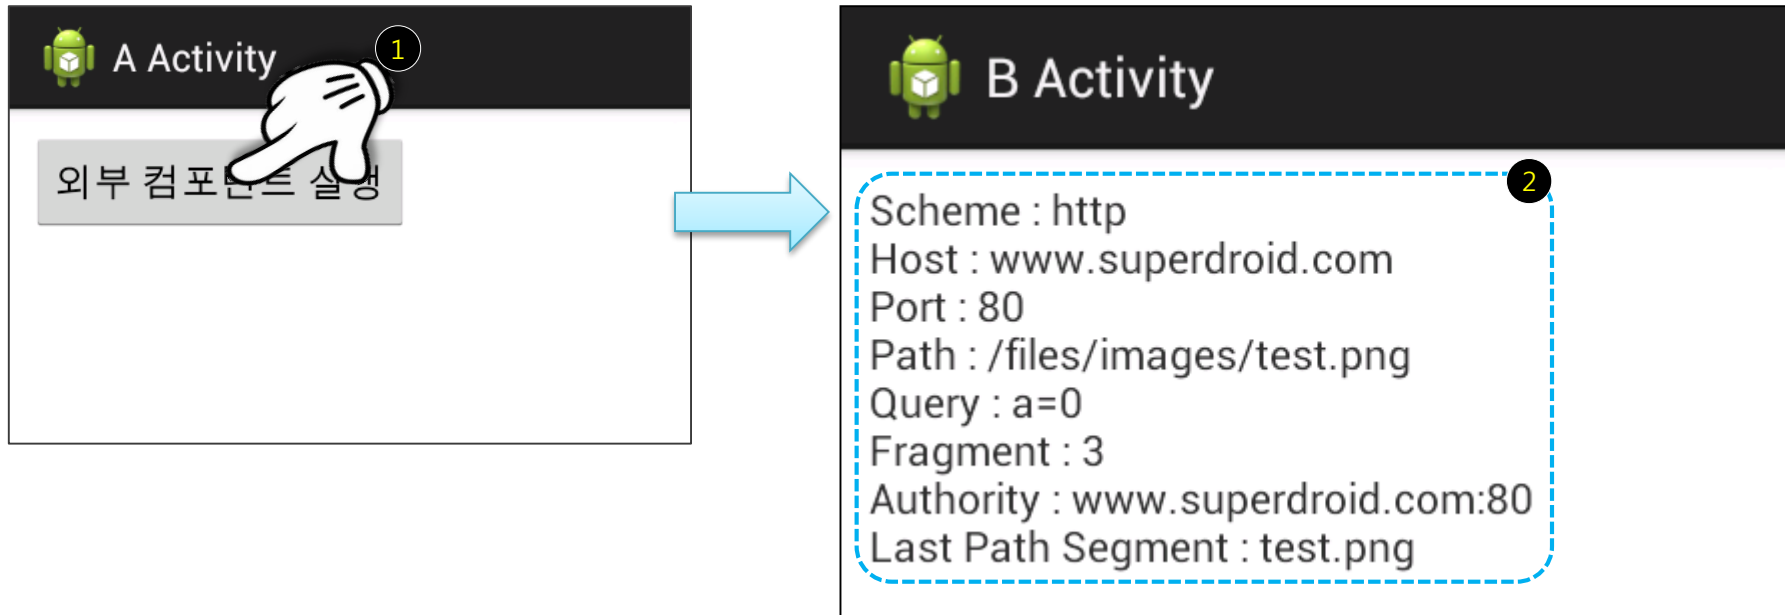 A Activity
1
외부 컴포넌트 실행
B Activity
2
Scheme : http
Host : www.superdroid.com
Port : 80
Path : /files/images/test.png
Query : a=0
Fragment : 3
Authority : www.superdroid.com:80
Last Path Segment : test.png